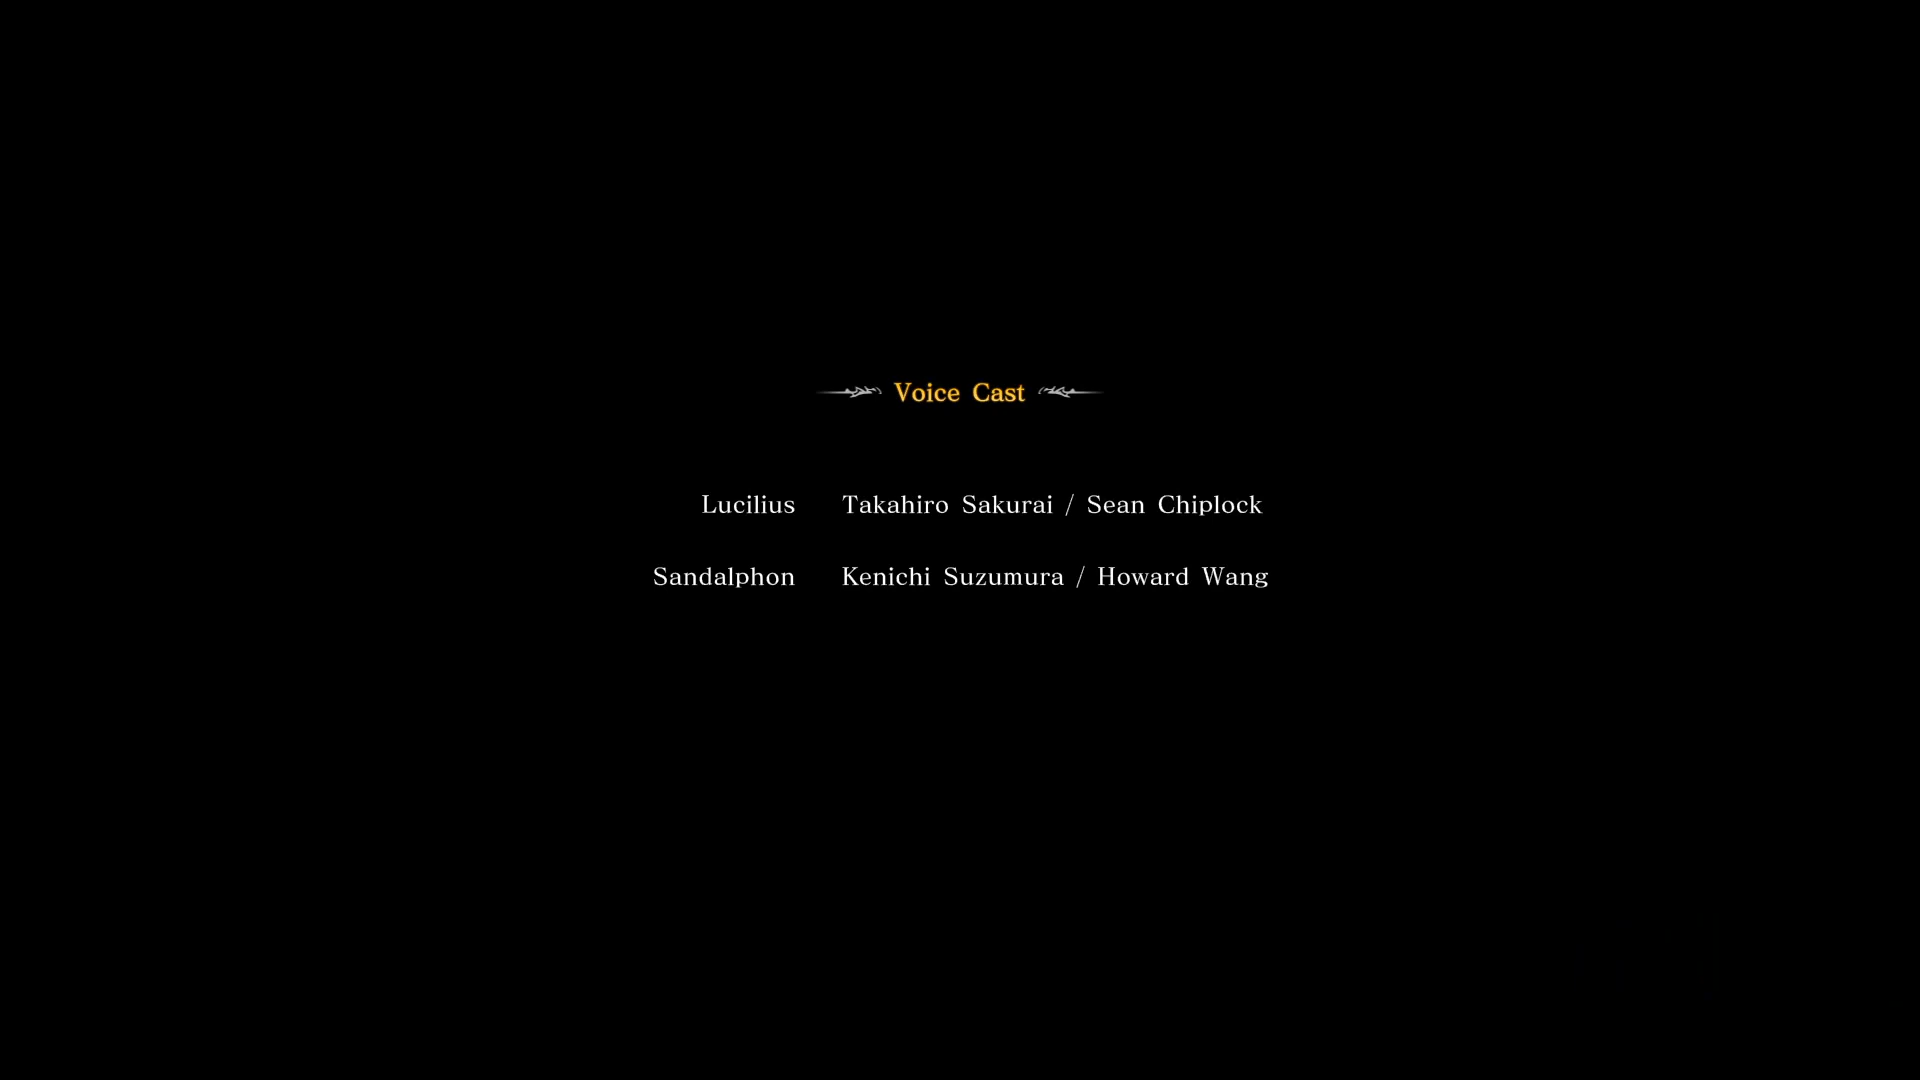 Voice Cast
Lucilius Takahiro Sakurai / Sean Chiplock
Sandalphon Kenichi Suzumura / Howard Wang